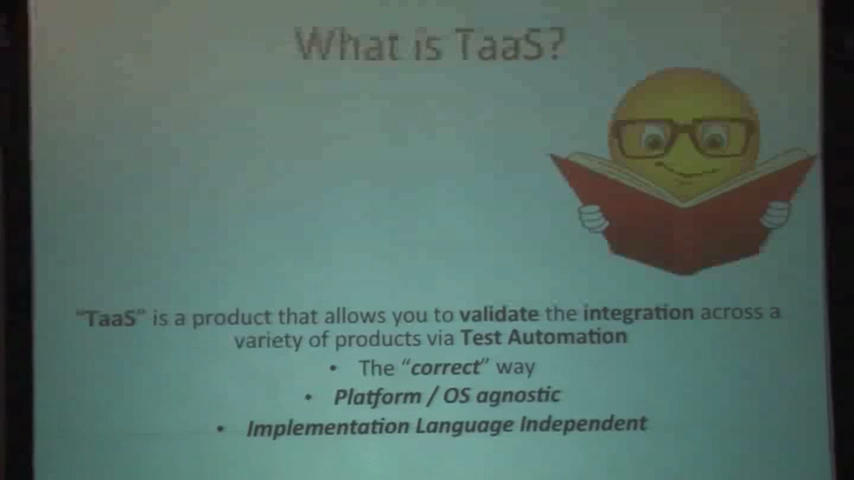 What is TaaS?
"TaaS" is a product that allows you to validate the integration across a
variety of products via Test Automation
• The "correct" way
• Platform / OS agnostic
• Implementation Language Independent